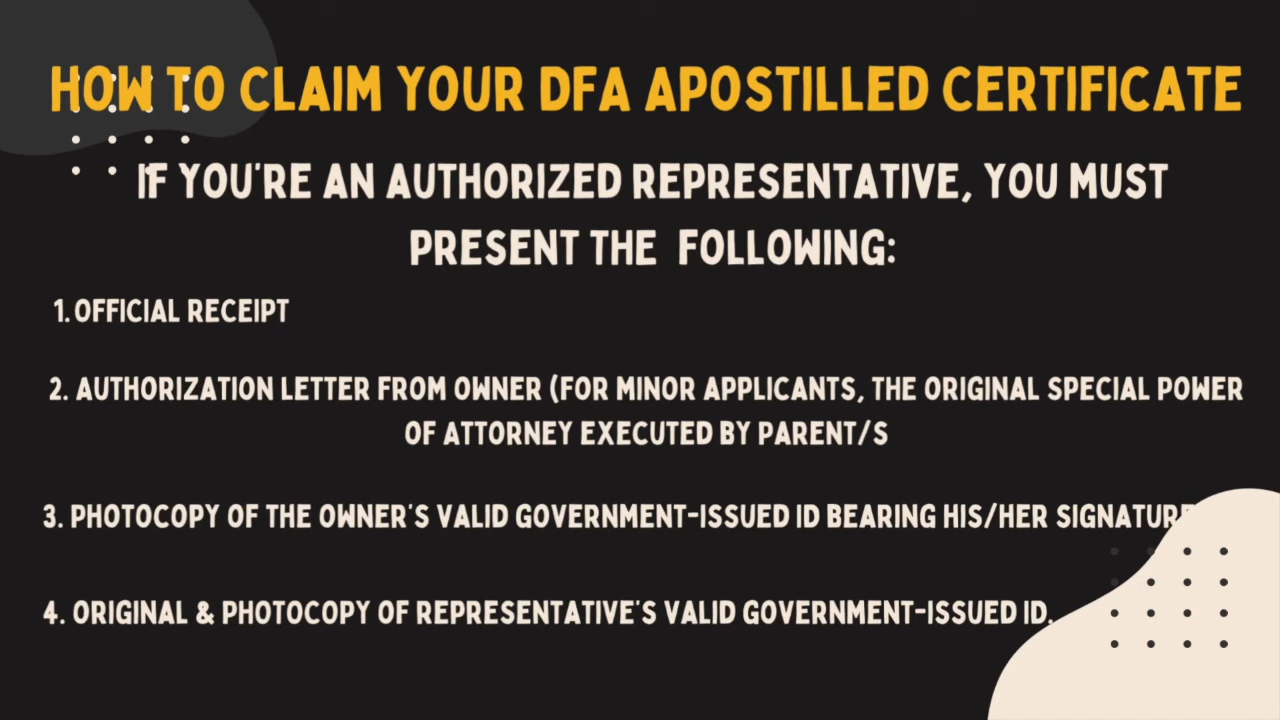 HOW TO CLAIM YOUR DFA APOSTILLED CERTIFICATE
IF YOU'RE AN AUTHORIZED REPRESENTATIVE, YOU MUST
PRESENT THE FOLLOWING:
1. OFFICIAL RECEIPT
2. AUTHORIZATION LETTER FROM OWNER (FOR MINOR APPLICANTS, THE ORIGINAL SPECIAL POWER
OF ATTORNEY EXECUTED BY PARENT/S
3. PHOTOCOPY OF THE OWNER'S VALID GOVERNMENT-ISSUED ID BEARING HIS/HER SIGNATURE
4. ORIGINAL & PHOTOCOPY OF REPRESENTATIVE'S VALID GOVERNMENT-ISSUED ID.